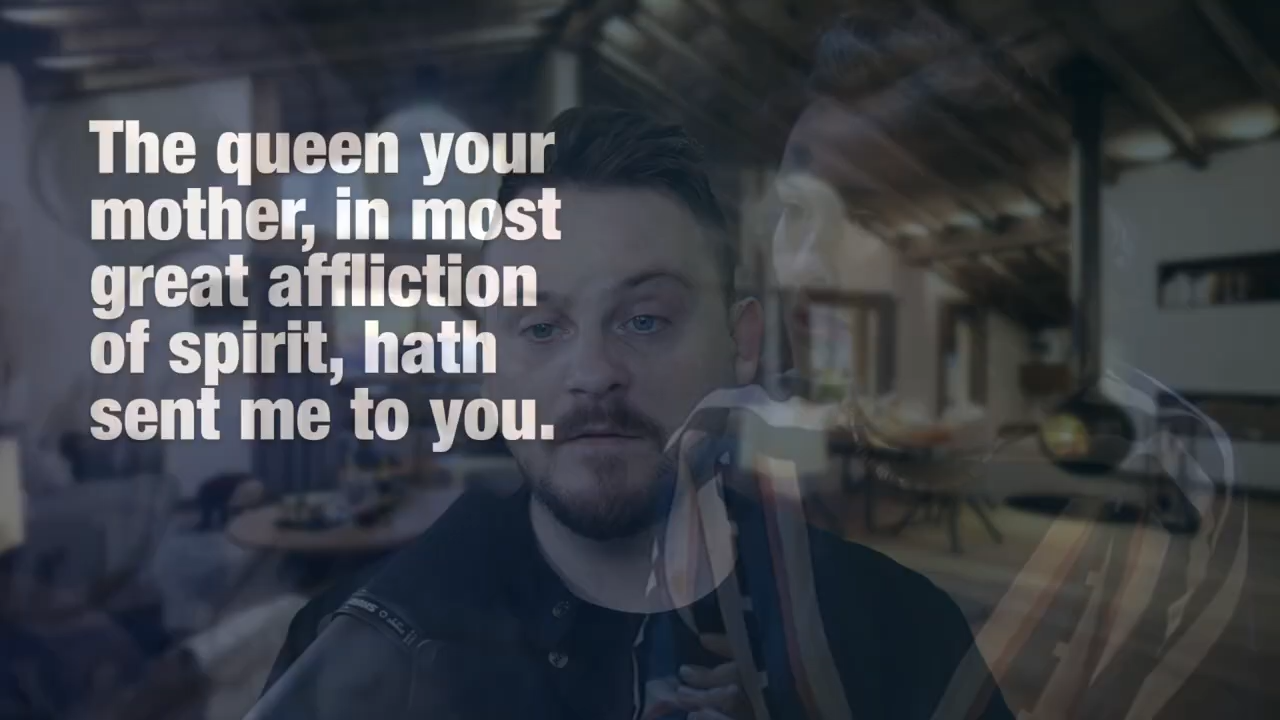 The queen your
mother, in most
great affliction
of spirit, hath
sent me to you.